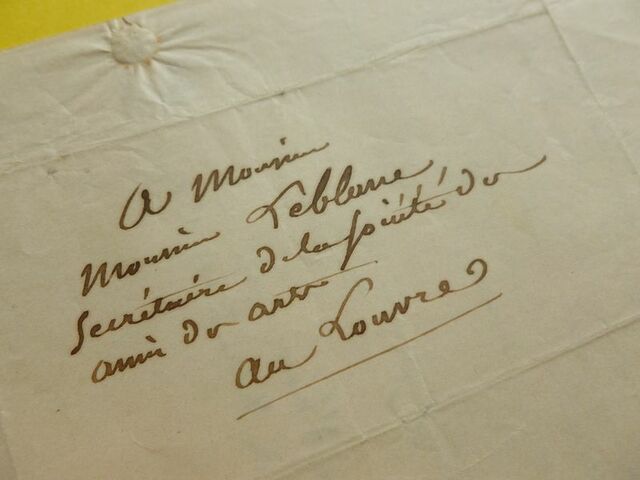 A Monsieur
Monsieur Leblanc,
Secrétaire de la société des
amis des arts
au Louvre